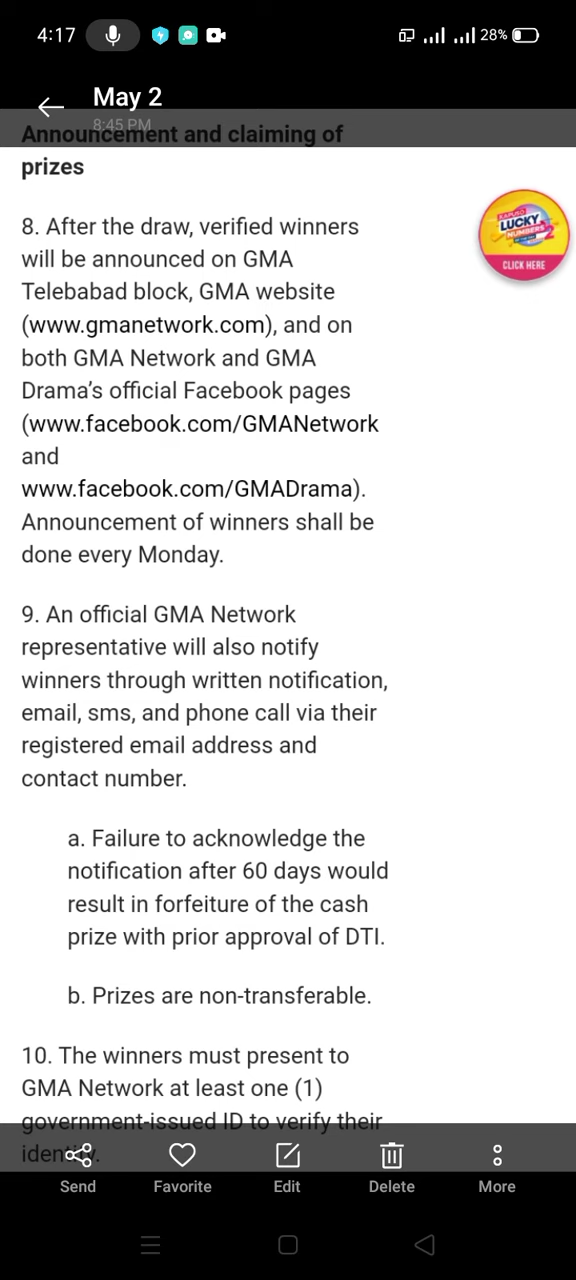 4:17
28%
May 2
8:45 PM
Announcement and claiming of
prizes
KAPUSO
LUCKY
NUMBERS 2
CLICK HERE
8. After the draw, verified winners
will be announced on GMA
Telebabad block, GMA website
(www.gmanetwork.com), and on
both GMA Network and GMA
Drama’s official Facebook pages
(www.facebook.com/GMANetwork
and
www.facebook.com/GMADrama).
Announcement of winners shall be
done every Monday.
9. An official GMA Network
representative will also notify
winners through written notification,
email, sms, and phone call via their
registered email address and
contact number.
a. Failure to acknowledge the
notification after 60 days would
result in forfeiture of the cash
prize with prior approval of DTI.
b. Prizes are non-transferable.
10. The winners must present to
GMA Network at least one (1)
government-issued ID to verify their
identity.
Send
Favorite
Edit
Delete
More